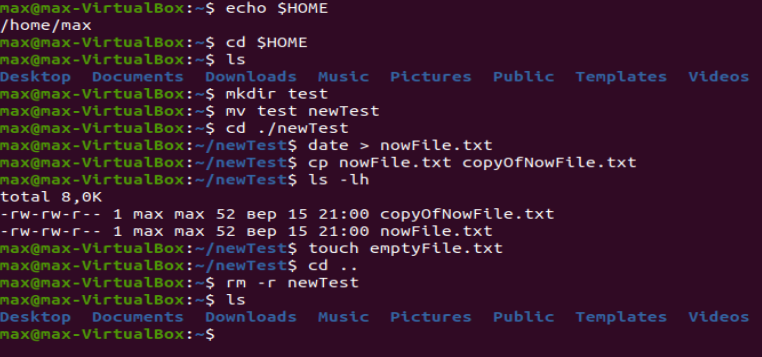 max@max-VirtualBox:~$ echo $HOME
/home/max
max@max-VirtualBox:~$ cd $HOME
max@max-VirtualBox:~$ ls
Desktop  Documents  Downloads  Music  Pictures  Public  Templates  Videos
max@max-VirtualBox:~$ mkdir test
max@max-VirtualBox:~$ mv test newTest
max@max-VirtualBox:~$ cd ./newTest
max@max-VirtualBox:~/newTest$ date > nowFile.txt
max@max-VirtualBox:~/newTest$ cp nowFile.txt copyOfNowFile.txt
max@max-VirtualBox:~/newTest$ ls -lh
total 8,0K
-rw-rw-r-- 1 max max 52 вер 15 21:00 copyOfNowFile.txt
-rw-rw-r-- 1 max max 52 вер 15 21:00 nowFile.txt
max@max-VirtualBox:~/newTest$ touch emptyFile.txt
max@max-VirtualBox:~/newTest$ cd ..
max@max-VirtualBox:~$ rm -r newTest
max@max-VirtualBox:~$ ls
Desktop  Documents  Downloads  Music  Pictures  Public  Templates  Videos
max@max-VirtualBox:~$